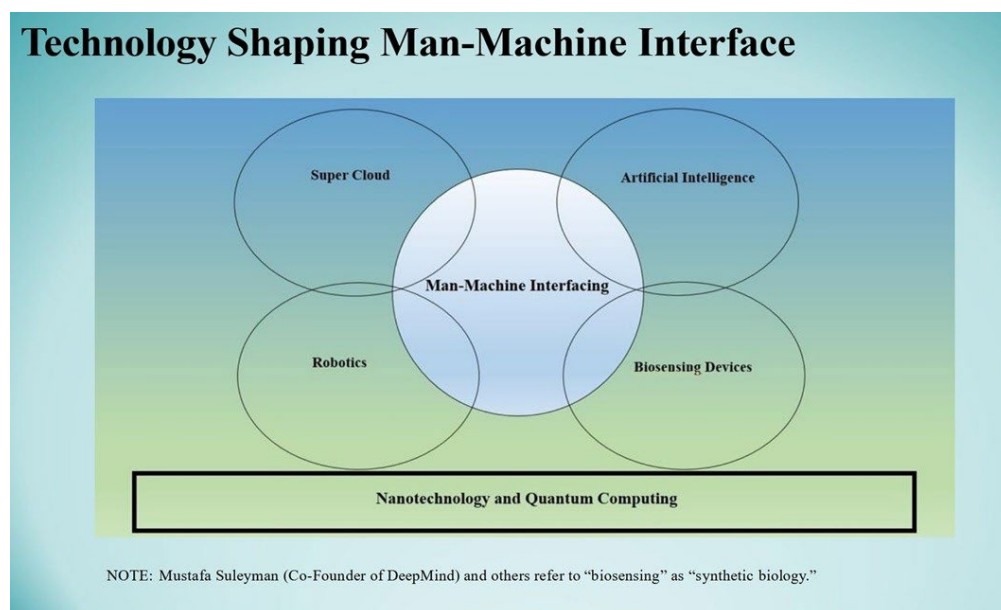 Technology Shaping Man-Machine Interface
Super Cloud
Artificial Intelligence
Man-Machine Interfacing
Robotics
Biosensing Devices
Nanotechnology and Quantum Computing
NOTE: Mustafa Suleyman (Co-Founder of DeepMind) and others refer to “biosensing” as “synthetic biology.”